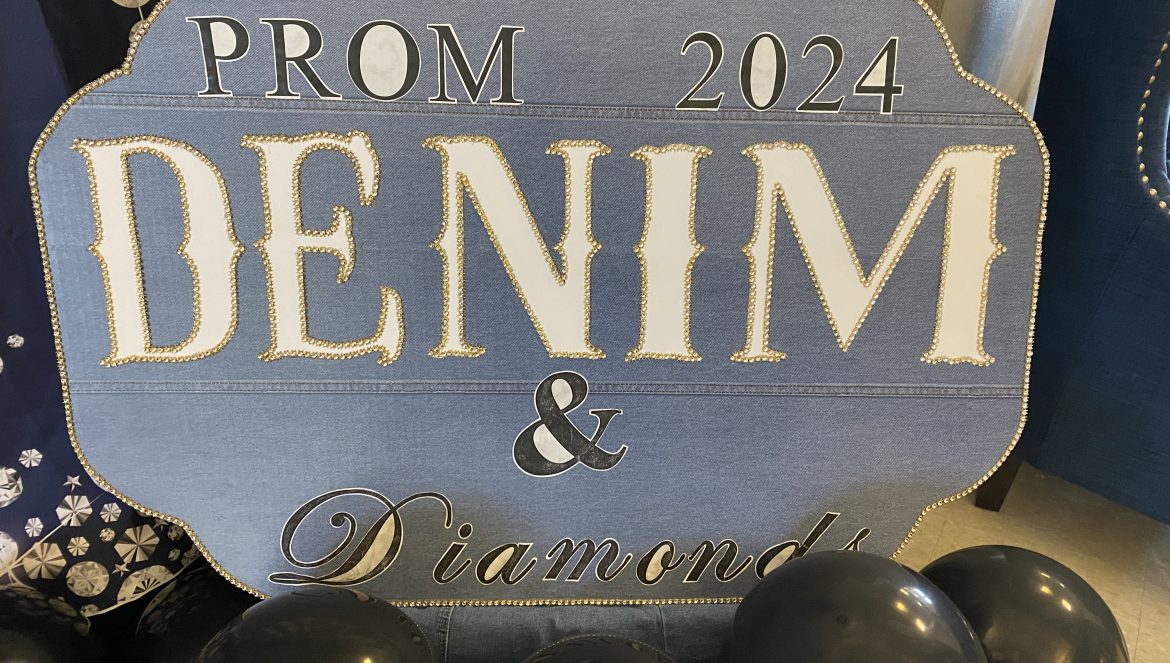 PROM 2024
DENIM
&
Diamonds